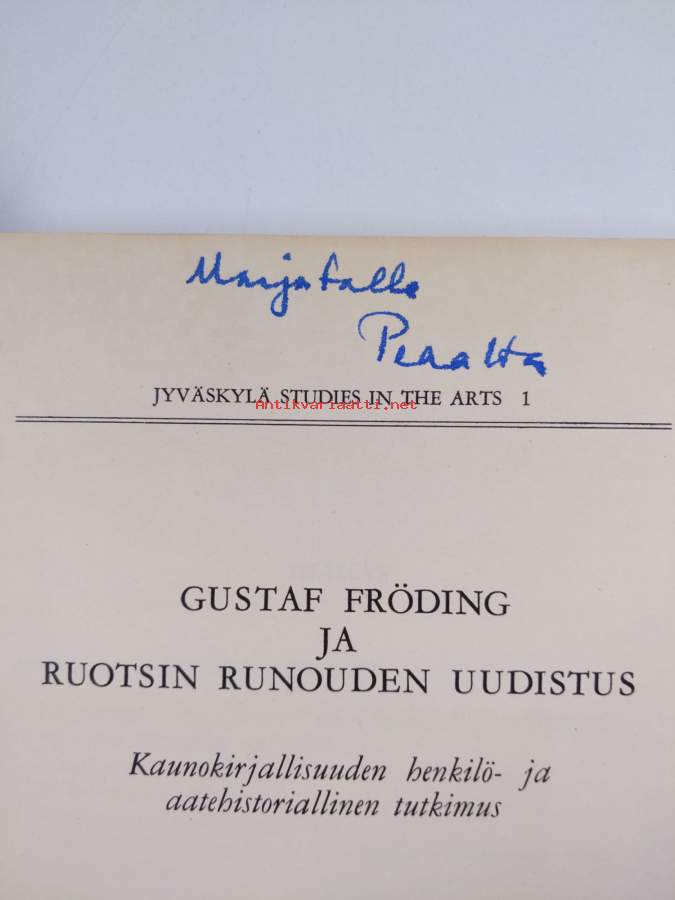 Marjatalle
JYVÄSKYLÄ STUDIES IN THE ARTS 1
Antikvariaatti.net
GUSTAF FRÖDING
JA
RUOTSIN RUNOUDEN UUDISTUS
Kaunokirjallisuuden henkilö- ja
aatehistoriallinen tutkimus